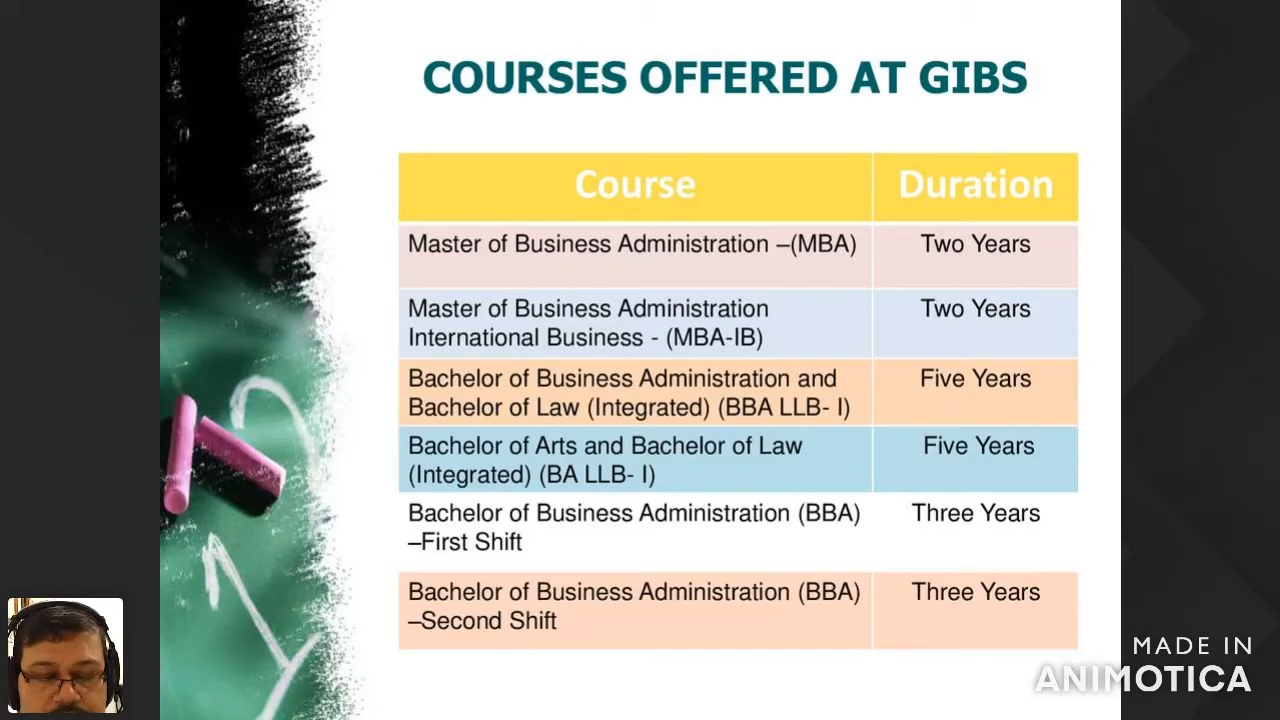 COURSES OFFERED AT GIBS
Course Duration
Master of Business Administration –(MBA) Two Years
Master of Business Administration Two Years
International Business - (MBA-IB)
Bachelor of Business Administration and Five Years
Bachelor of Law (Integrated) (BBA LLB- I)
Bachelor of Arts and Bachelor of Law Five Years
(Integrated) (BA LLB- I)
Bachelor of Business Administration (BBA) Three Years
–First Shift
Bachelor of Business Administration (BBA) Three Years
–Second Shift
MADE IN
ANIMOTICA